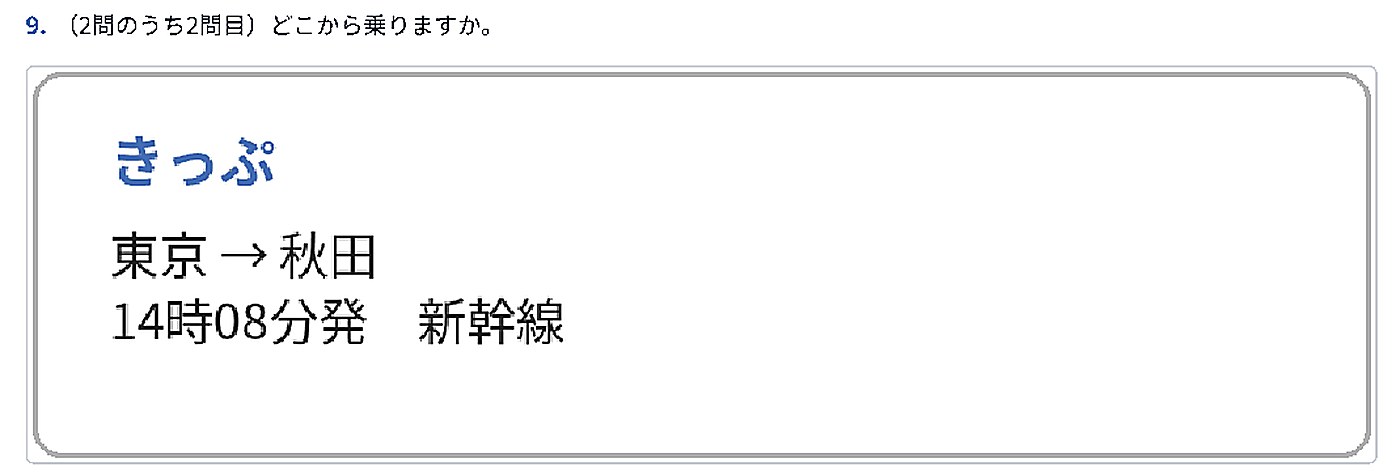 9. （2問のうち2問目）どこから乗りますか。
きっぷ
東京 → 秋田
14時08分発　新幹線